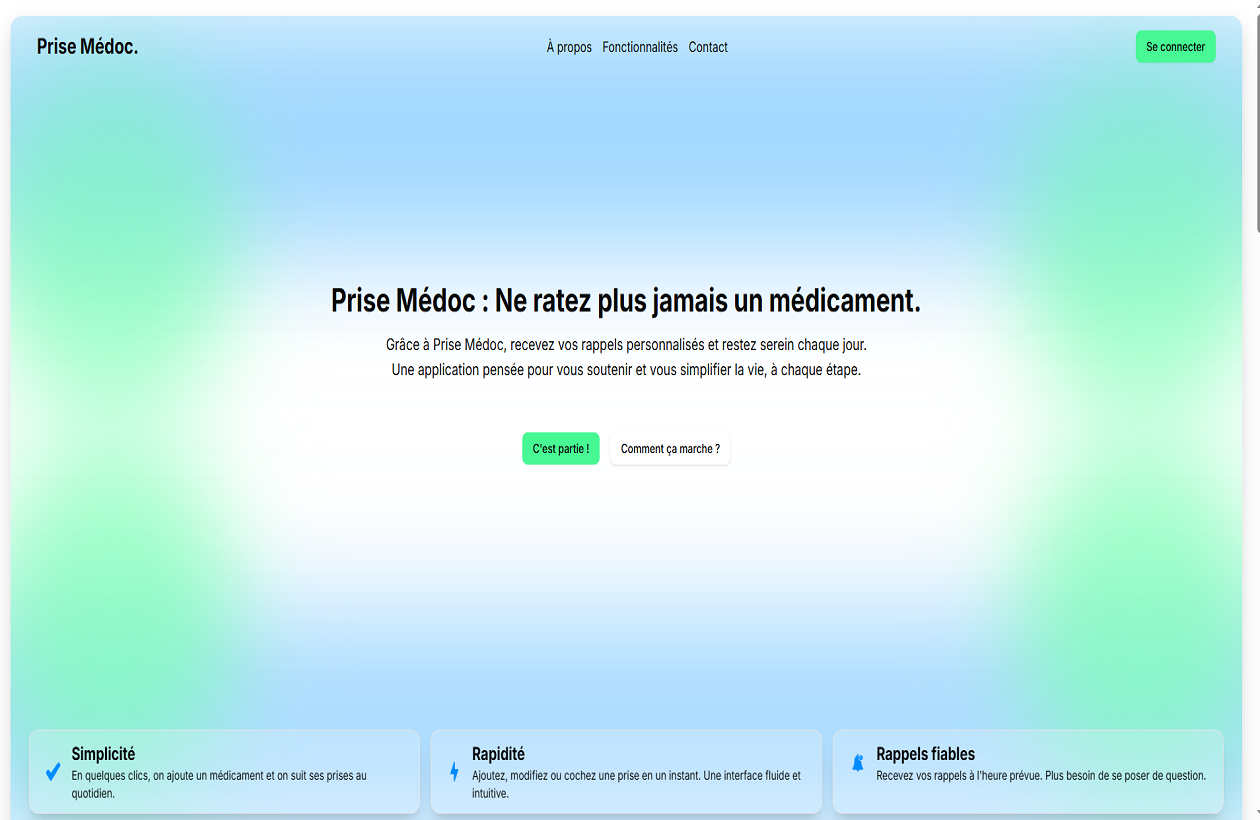 Prise Médoc.
À propos Fonctionnalités Contact
Se connecter
Prise Médoc : Ne ratez plus jamais un médicament.
Grâce à Prise Médoc, recevez vos rappels personnalisés et restez serein chaque jour.
Une application pensée pour vous soutenir et vous simplifier la vie, à chaque étape.
C'est partie !
Comment ça marche ?
Simplicité
En quelques clics, on ajoute un médicament et on suit ses prises au
quotidien.
Rapidité
Ajoutez, modifiez ou cochez une prise en un instant. Une interface fluide et
intuitive.
Rappels fiables
Recevez vos rappels à l'heure prévue. Plus besoin de se poser de question.